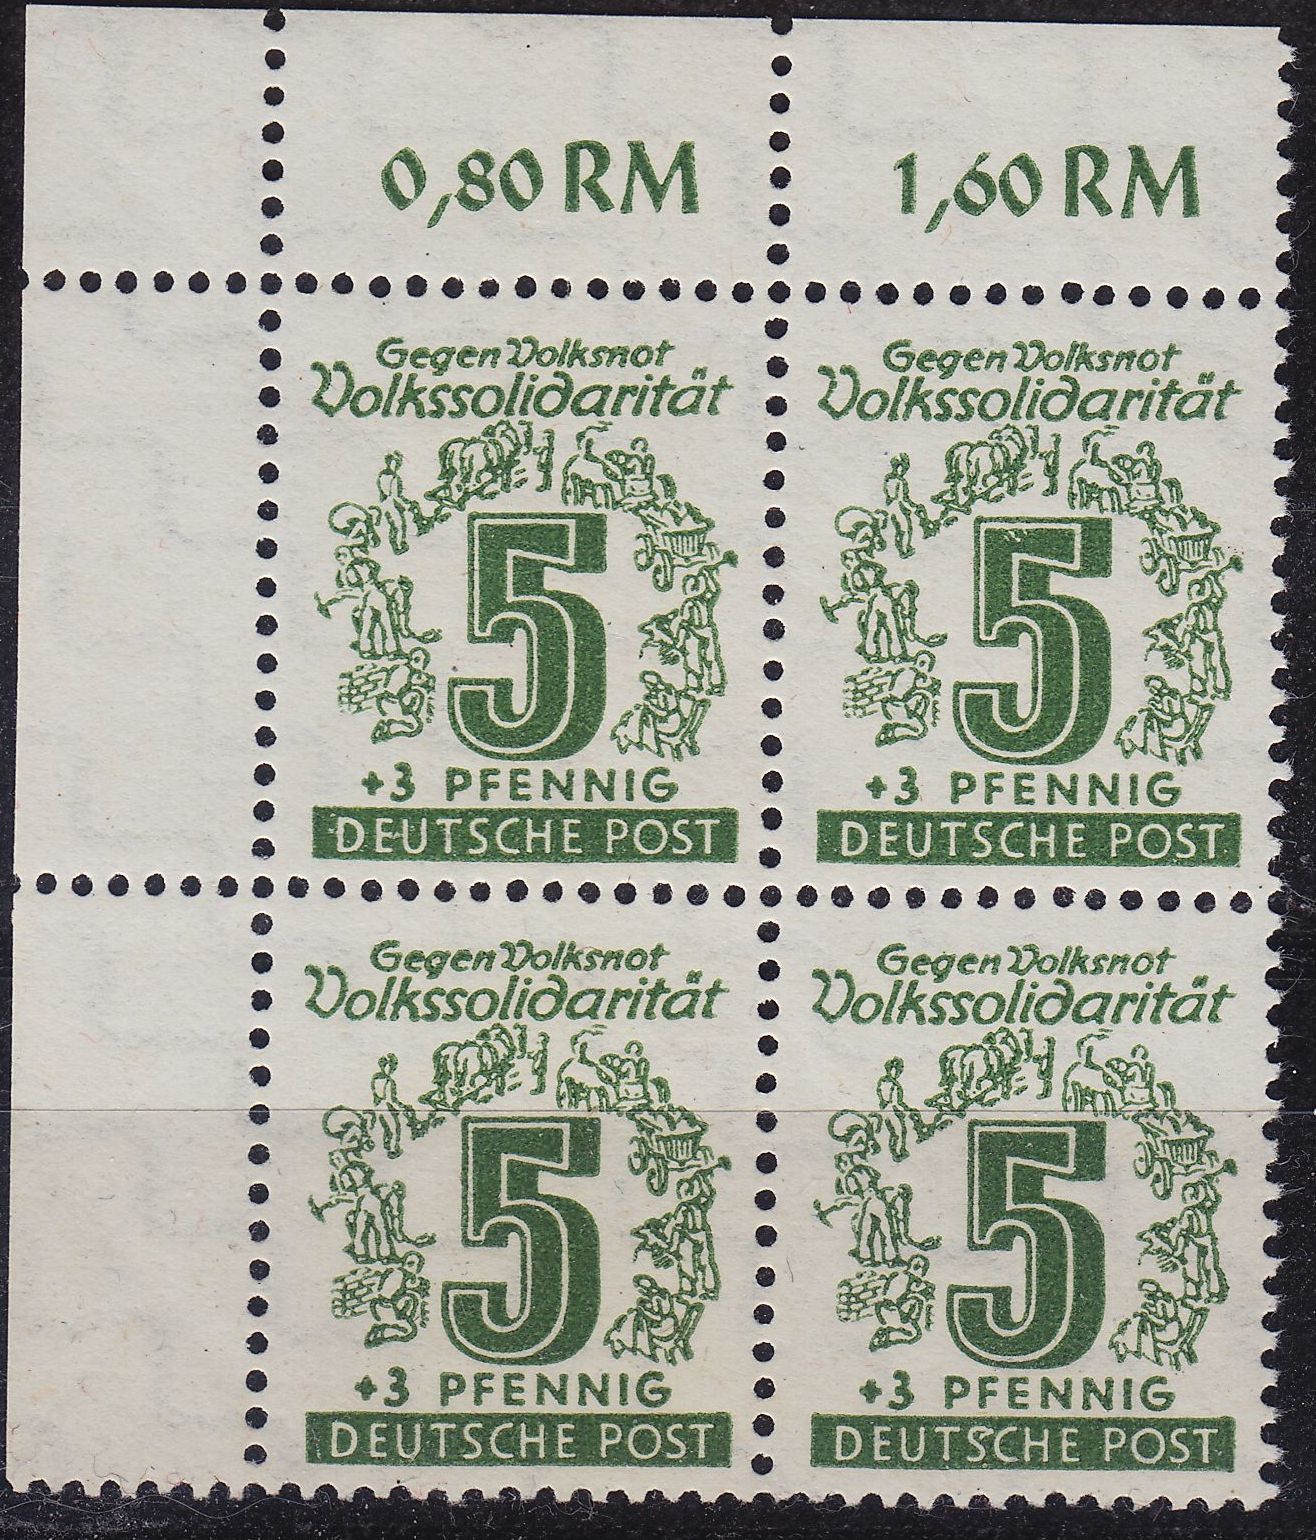 0,80 RM 1,60 RM
Gegen Volksnot
Volkssolidarität
5
+3 PFENNIG
DEUTSCHE POST
Gegen Volksnot
Volkssolidarität
5
+3 PFENNIG
DEUTSCHE POST
Gegen Volksnot
Volkssolidarität
5
+3 PFENNIG
DEUTSCHE POST
Gegen Volksnot
Volkssolidarität
5
+3 PFENNIG
DEUTSCHE POST